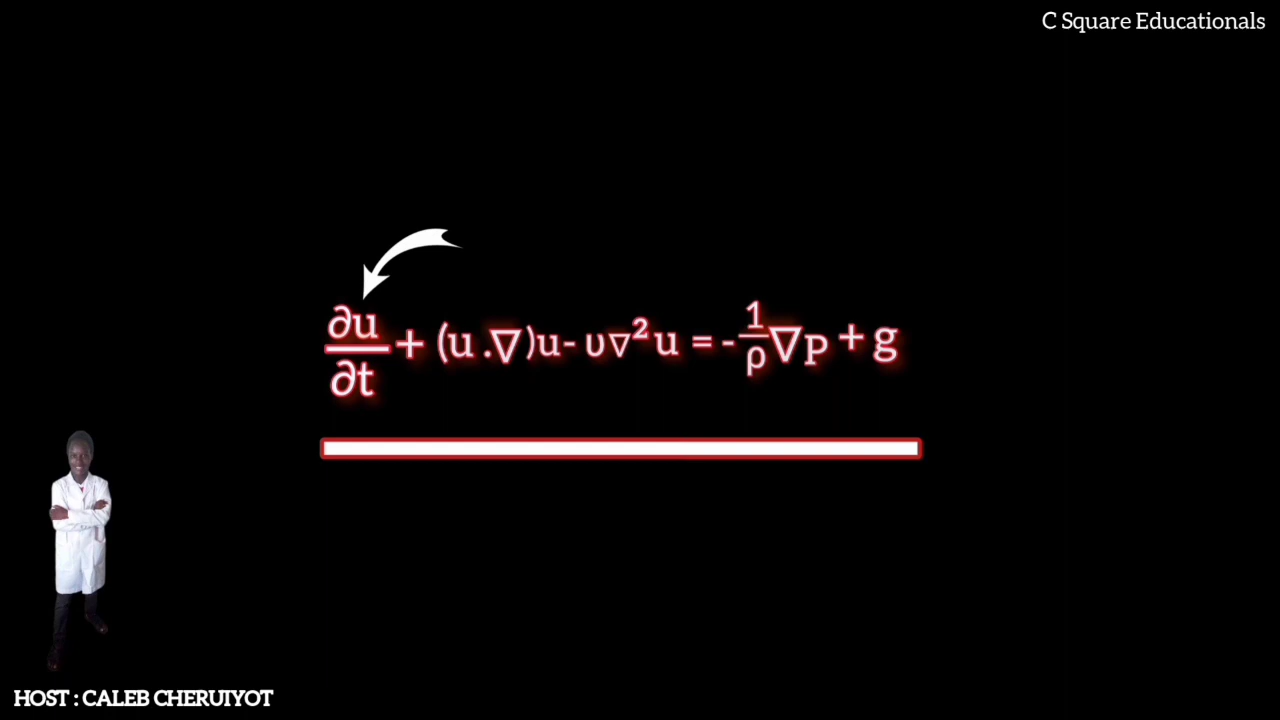 C Square Educationals
∂u/∂t + (u .∇)u- υ∇²u = -1/ρ ∇p + g
HOST : CALEB CHERUIYOT